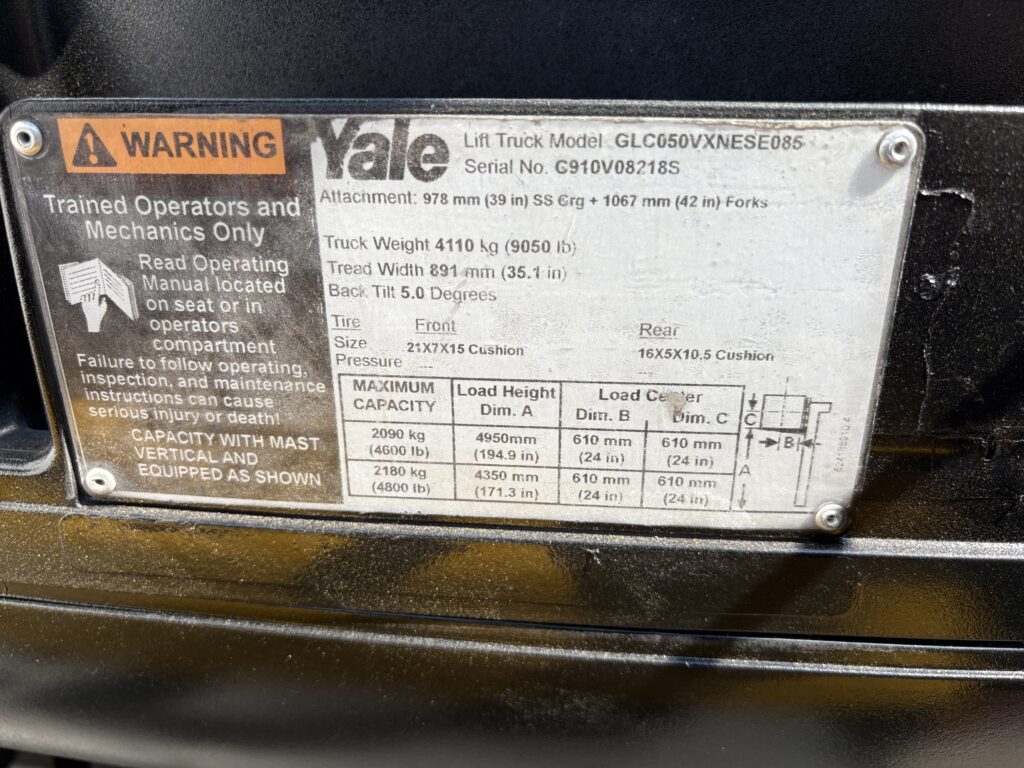 WARNING
Trained Operators and
Mechanics Only
Read Operating
Manual located
on seat or in
operators
compartment
Failure to follow operating,
inspection, and maintenance
instructions can cause
serious injury or death!
CAPACITY WITH MAST
VERTICAL AND
EQUIPPED AS SHOWN
Yale
Lift Truck Model GLC050VXNESE085
Serial No. G910V08218S
Attachment: 978 mm (39 in) SS Crg + 1067 mm (42 in) Forks
Truck Weight 4110 kg (9050 lb)
Tread Width 891 mm (35.1 in)
Back Tilt 5.0 Degrees
Tire Front Rear
Size 21X7X15 Cushion 16X5X10.5 Cushion
Pressure
MAXIMUM CAPACITY Load Height Dim. A Load Center Dim. B Dim. C
2090 kg 4950mm 610 mm 610 mm
(4600 lb) (194.9 in) (24 in) (24 in)
2180 kg 4350 mm 610 mm 610 mm
(4800 lb) (171.3 in) (24 in) (24 in)
C
B
A